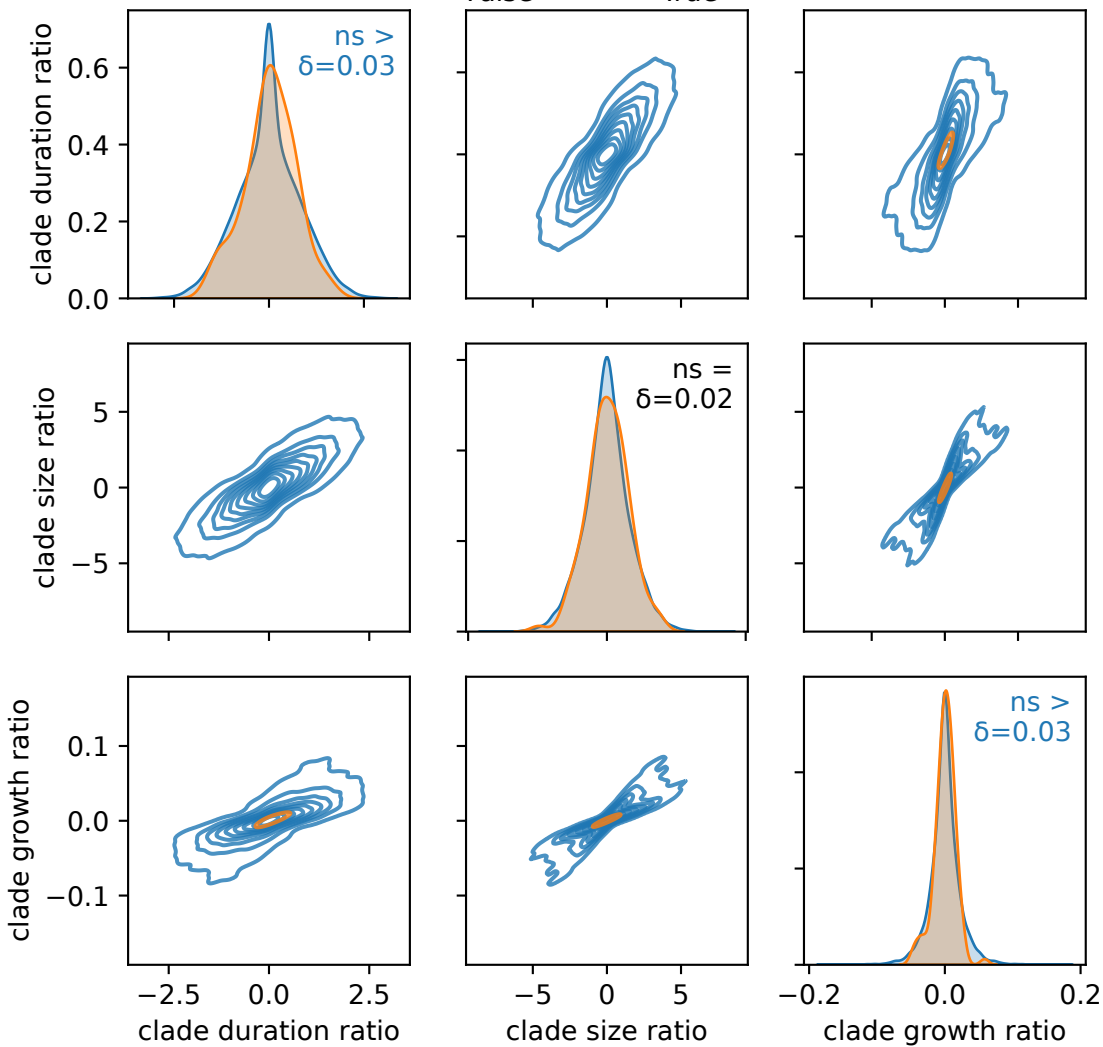 clade duration ratio
0.6
0.4
0.2
0.0
ns >
δ=0.03
clade size ratio
5
0
−5
ns =
δ=0.02
clade growth ratio
0.1
0.0
−0.1
ns >
δ=0.03
−2.5 0.0 2.5
−5 0 5
−0.2 0.0 0.2
clade duration ratio
clade size ratio
clade growth ratio